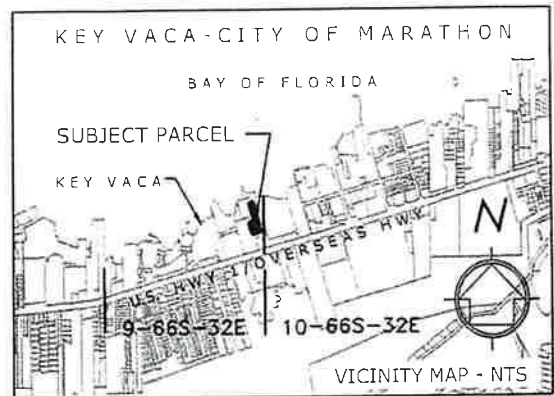 KEY VACA-CITY OF MARATHON
BAY OF FLORIDA
SUBJECT PARCEL
KEY VACA
U.S. HWY 1/OVERSEAS HWY
N
9-66S-32E
10-66S-32E
VICINITY MAP - NTS